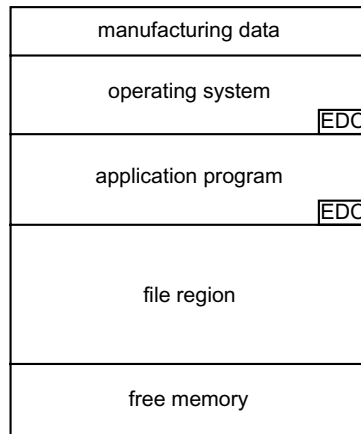 manufacturing data
operating system
EDC
application program
EDC
file region
free memory